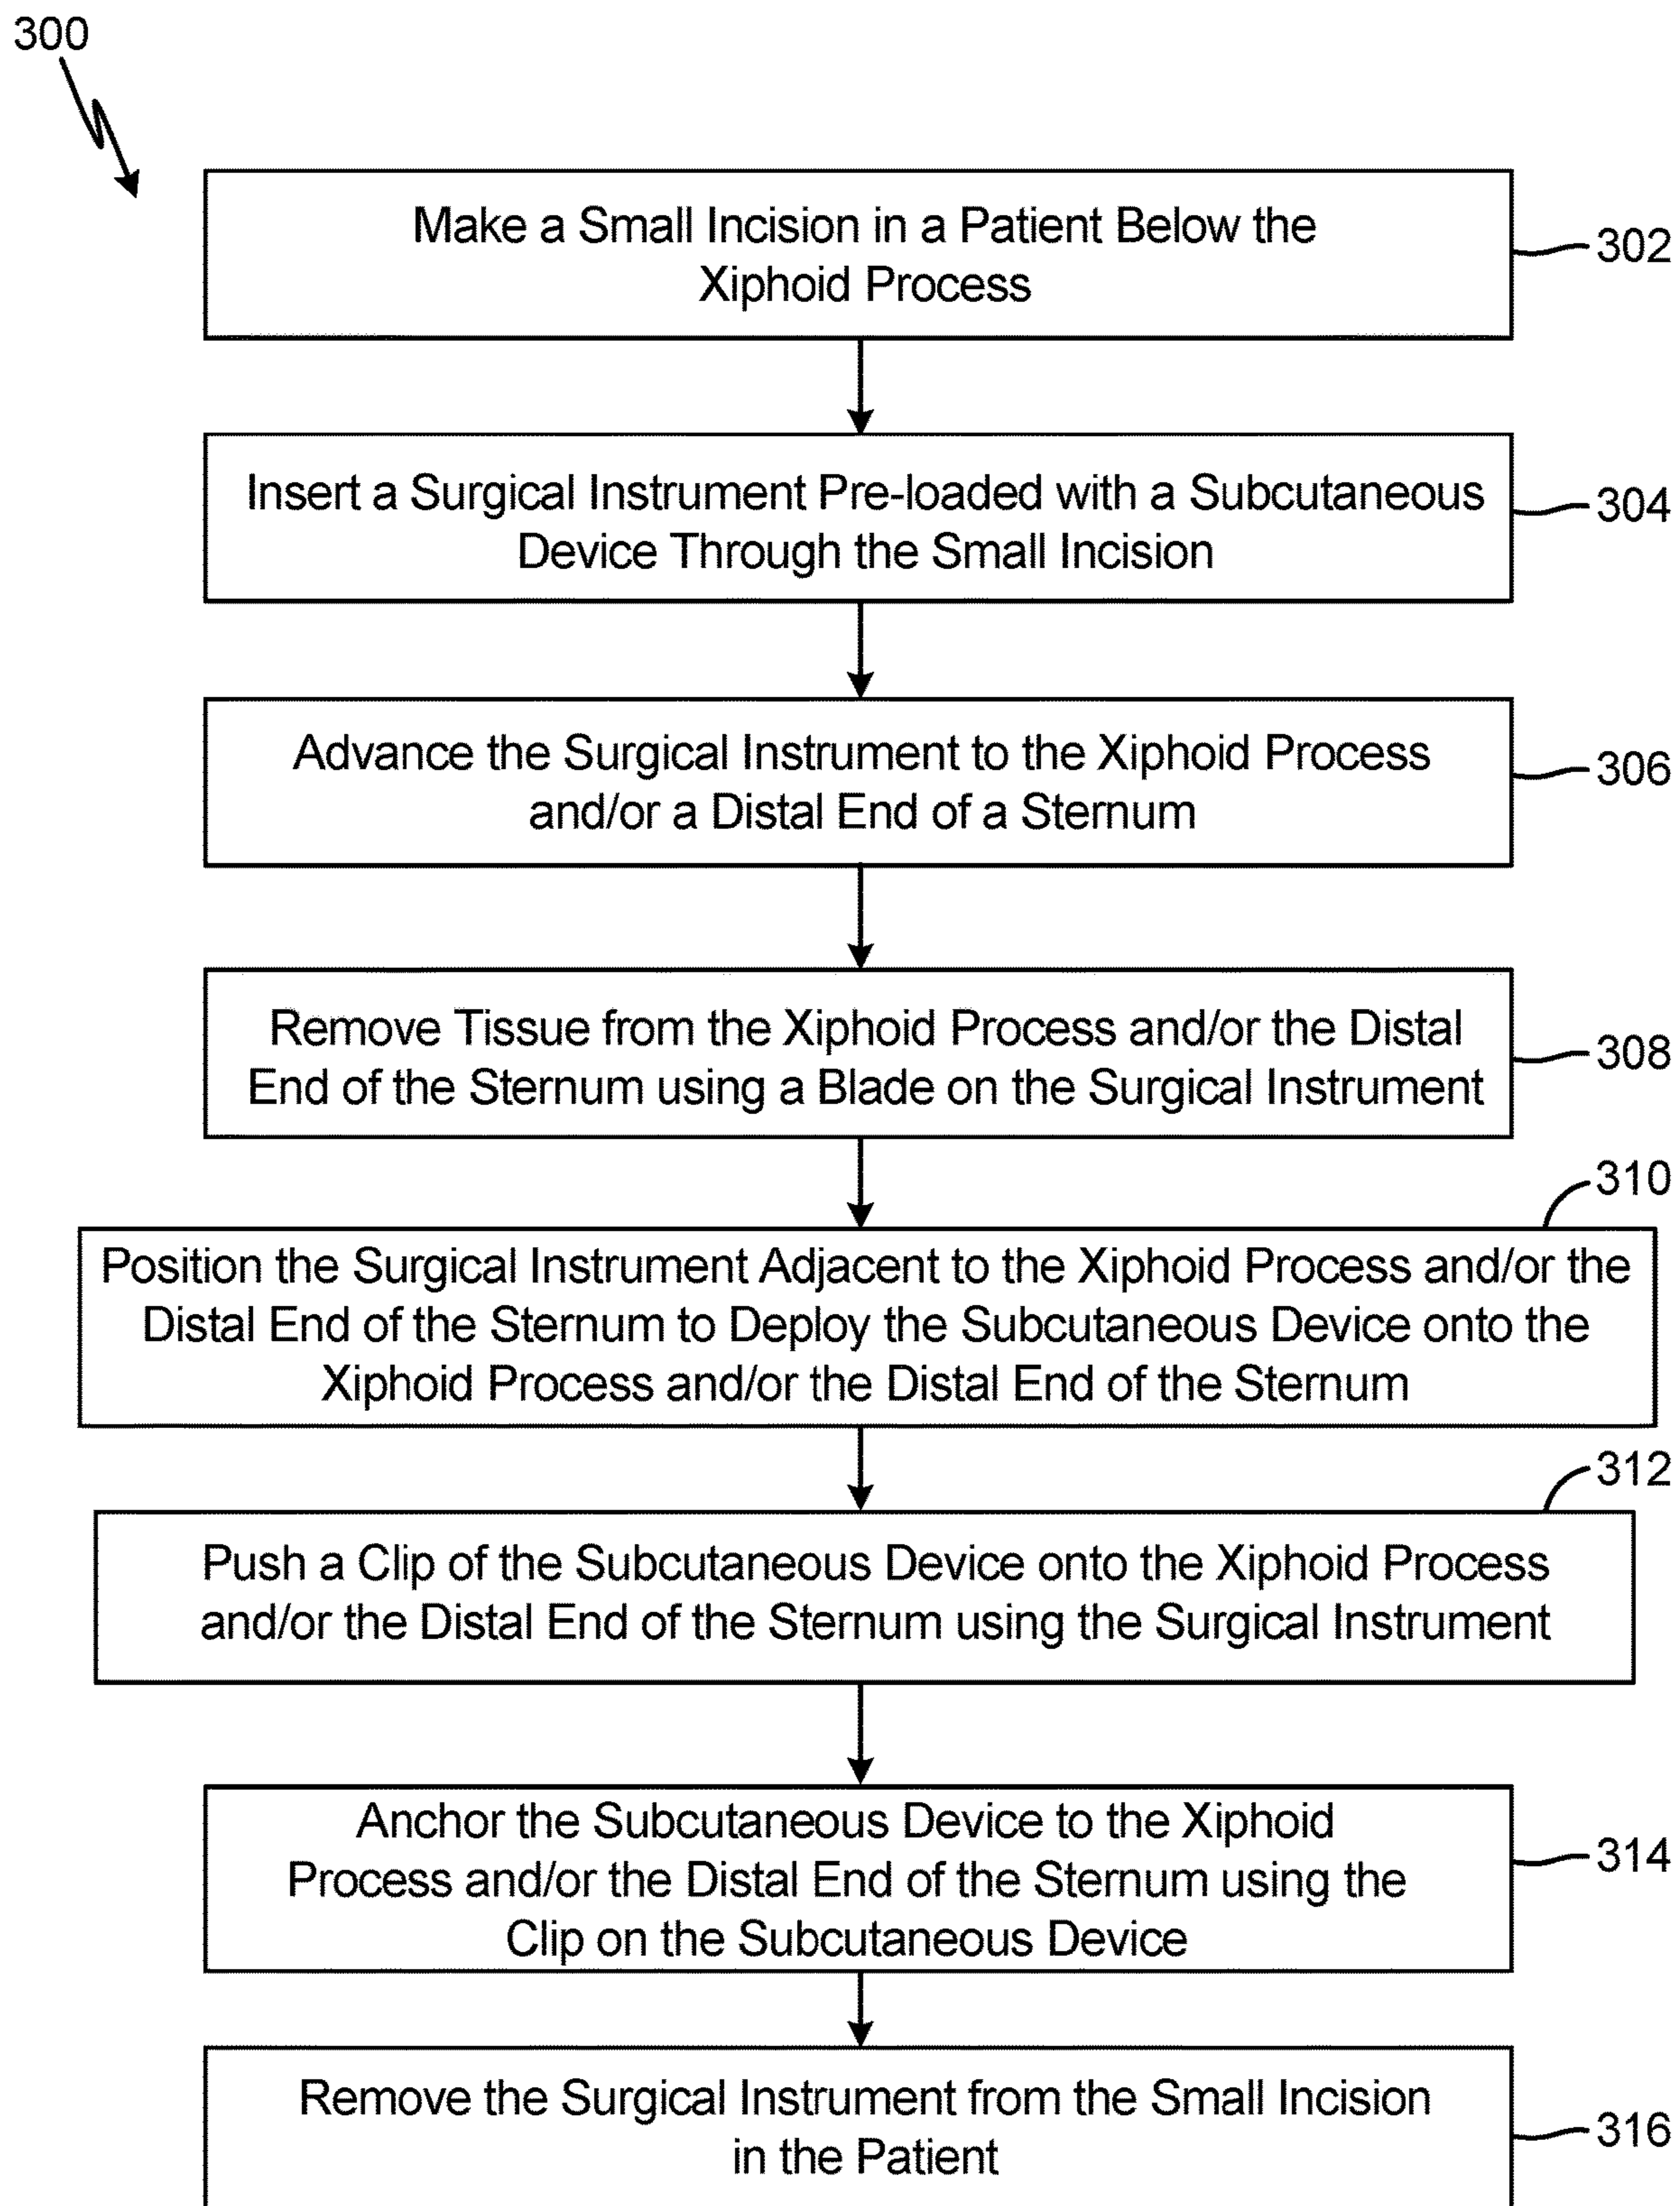 300
Make a Small Incision in a Patient Below the
Xiphoid Process
302
Insert a Surgical Instrument Pre-loaded with a Subcutaneous
Device Through the Small Incision
304
Advance the Surgical Instrument to the Xiphoid Process
and/or a Distal End of a Sternum
306
Remove Tissue from the Xiphoid Process and/or the Distal
End of the Sternum using a Blade on the Surgical Instrument
308
310
Position the Surgical Instrument Adjacent to the Xiphoid Process and/or the
Distal End of the Sternum to Deploy the Subcutaneous Device onto the
Xiphoid Process and/or the Distal End of the Sternum
312
Push a Clip of the Subcutaneous Device onto the Xiphoid Process
and/or the Distal End of the Sternum using the Surgical Instrument
Anchor the Subcutaneous Device to the Xiphoid
Process and/or the Distal End of the Sternum using the
Clip on the Subcutaneous Device
314
Remove the Surgical Instrument from the Small Incision
in the Patient
316